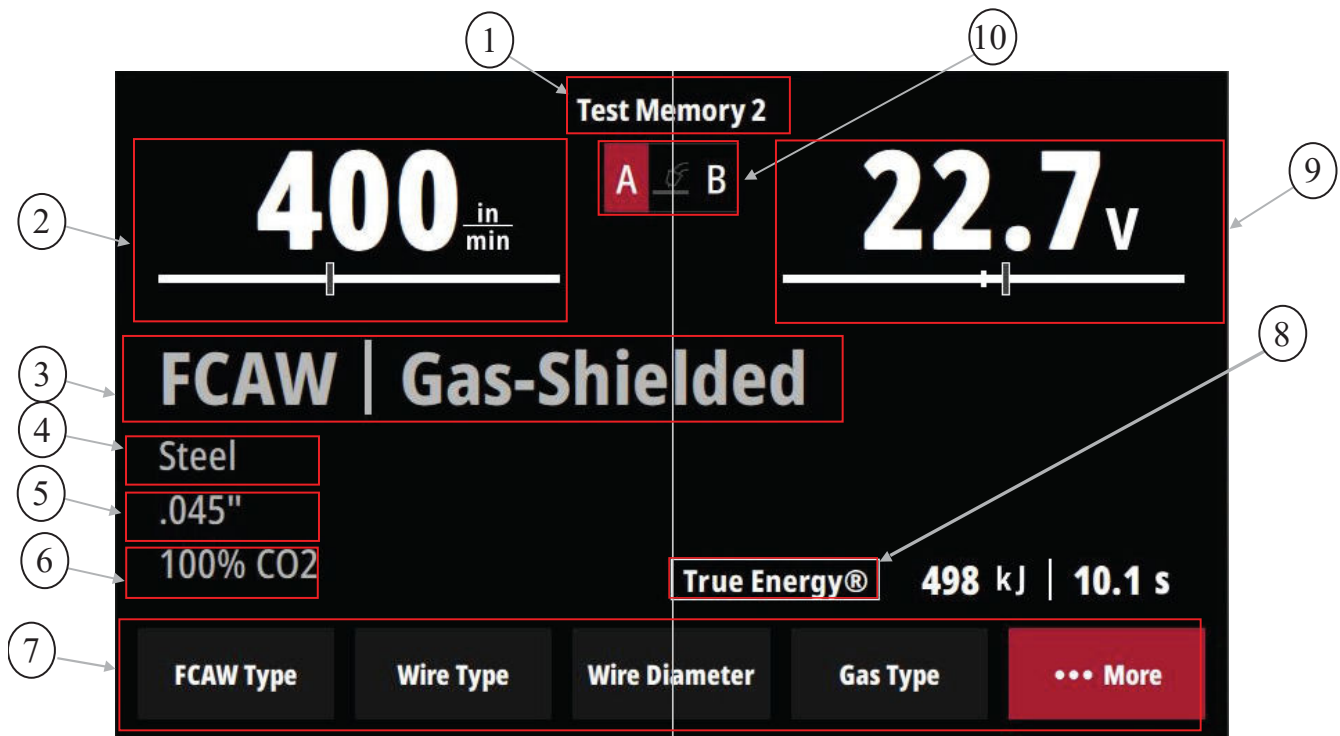 1
10
Test Memory 2
2
400 in/min
A B
22.7 V
9
3
FCAW | Gas-Shielded
8
4
Steel
5
.045"
6
100% CO2
True Energy® 498 kJ | 10.1 s
7
FCAW Type Wire Type Wire Diameter Gas Type ••• More